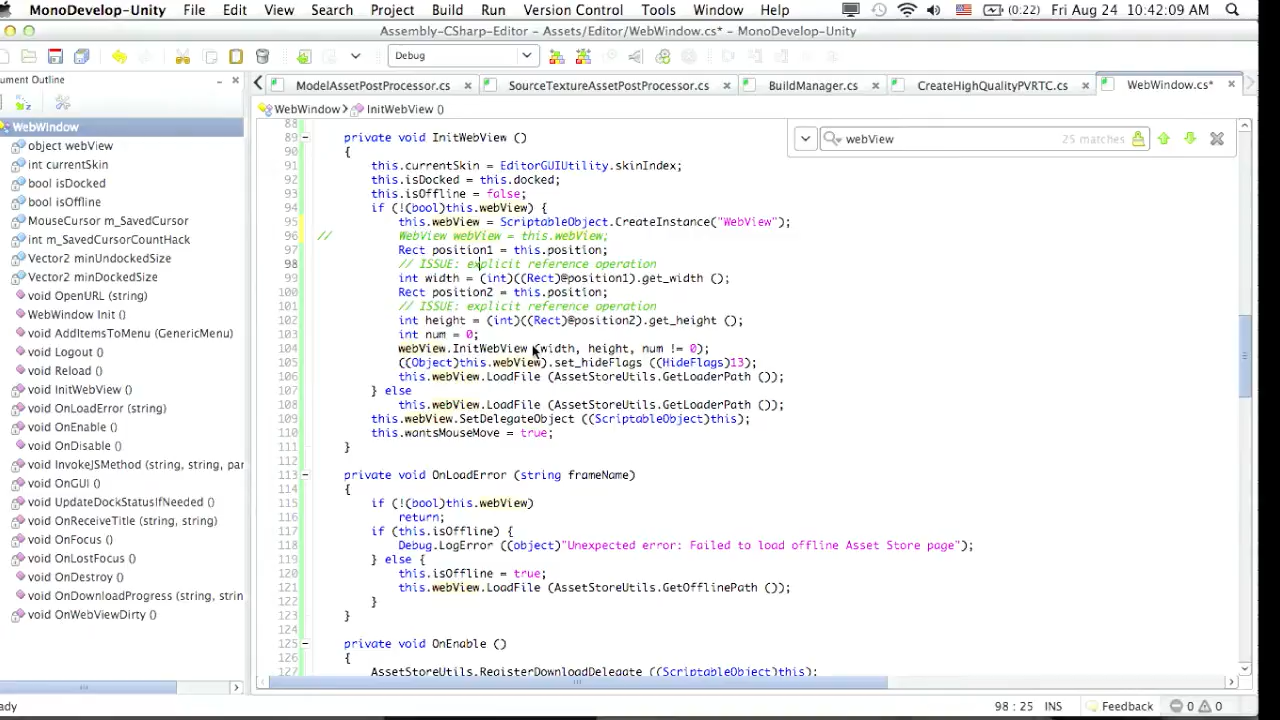 MonoDevelop-Unity File Edit View Search Project Build Run Version Control Tools Window Help (0:22) Fri Aug 24 10:42:09 AM
Assembly-CSharp-Editor - Assets/Editor/WebWindow.cs* - MonoDevelop-Unity
Debug
ument Outline
ModelAssetPostProcessor.cs SourceTextureAssetPostProcessor.cs BuildManager.cs CreateHighQualityPVRTC.cs WebWindow.cs*
WebWindow InitWebView ()
webView 25 matches
WebWindow
object webView
int currentSkin
bool isDocked
bool isOffline
MouseCursor m_SavedCursor
int m_SavedCursorCountHack
Vector2 minUndockedSize
Vector2 minDockedSize
void OpenURL (string)
WebWindow Init ()
void AddItemsToMenu (GenericMenu)
void Logout ()
void Reload ()
void InitWebView ()
void OnLoadError (string)
void OnEnable ()
void OnDisable ()
void InvokeJSMethod (string, string, par
void OnGUI ()
void UpdateDockStatusIfNeeded ()
void OnReceiveTitle (string, string)
void OnFocus ()
void OnLostFocus ()
void OnDestroy ()
void OnDownloadProgress (string, strin
void OnWebViewDirty ()
88
89 private void InitWebView ()
90 {
91 this.currentSkin = EditorGUIUtility.skinIndex;
92 this.isDocked = this.docked;
93 this.isOffline = false;
94 if (!(bool)this.webView) {
95 this.webView = ScriptableObject.CreateInstance("WebView");
96 // WebView webView = this.webView;
97 Rect position1 = this.position;
98 // ISSUE: explicit reference operation
99 int width = (int)((Rect)@position1).get_width ();
100 Rect position2 = this.position;
101 // ISSUE: explicit reference operation
102 int height = (int)((Rect)@position2).get_height ();
103 int num = 0;
104 webView.InitWebView (width, height, num != 0);
105 ((Object)this.webView).set_hideFlags ((HideFlags)13);
106 this.webView.LoadFile (AssetStoreUtils.GetLoaderPath ());
107 } else
108 this.webView.LoadFile (AssetStoreUtils.GetLoaderPath ());
109 this.webView.SetDelegateObject ((ScriptableObject)this);
110 this.wantsMouseMove = true;
111 }
112
113 private void OnLoadError (string frameName)
114 {
115 if (!(bool)this.webView)
116 return;
117 if (this.isOffline) {
118 Debug.LogError ((object)"Unexpected error: Failed to load offline Asset Store page");
119 } else {
120 this.isOffline = true;
121 this.webView.LoadFile (AssetStoreUtils.GetOfflinePath ());
122 }
123 }
124
125 private void OnEnable ()
126 {
127 AssetStoreUtils.RegisterDownloadDelegate ((ScriptableObject)this);
ady 98 : 25 INS Feedback 0 0